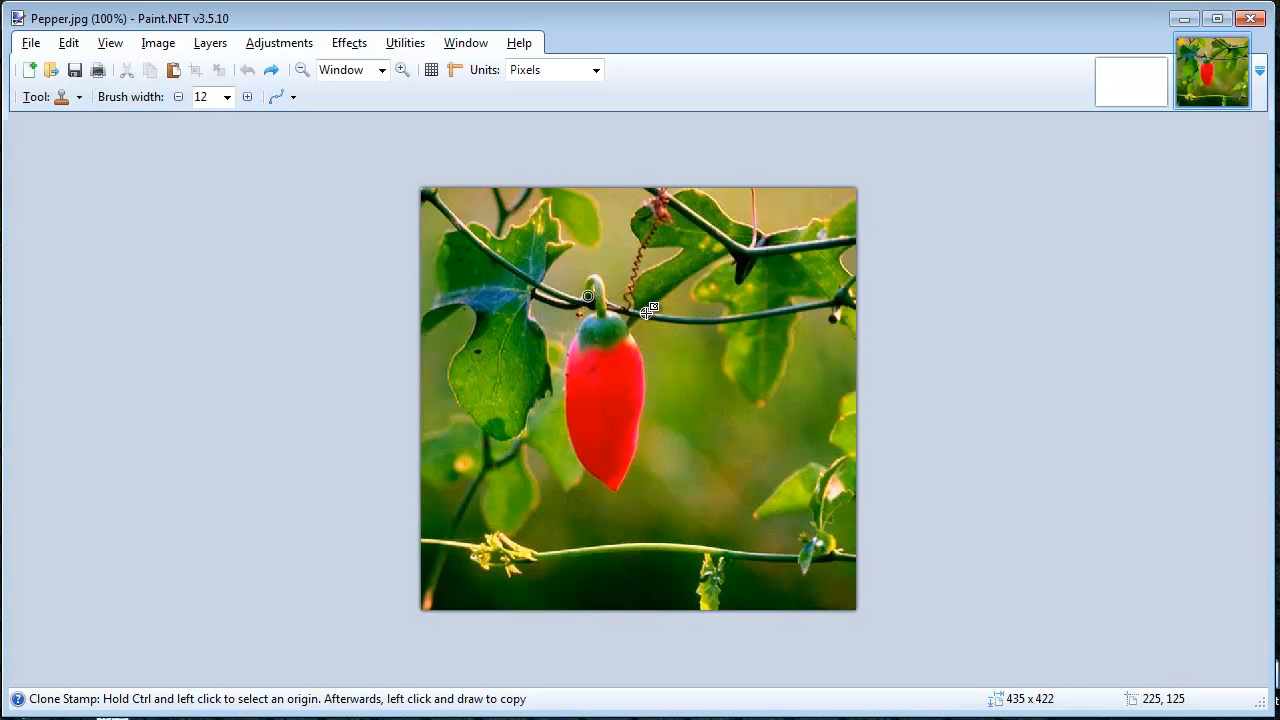 Pepper.jpg (100%) - Paint.NET v3.5.10
File Edit View Image Layers Adjustments Effects Utilities Window Help
Window Units: Pixels
Tool: Brush width: 12
Clone Stamp: Hold Ctrl and left click to select an origin. Afterwards, left click and draw to copy 435 x 422 225, 125